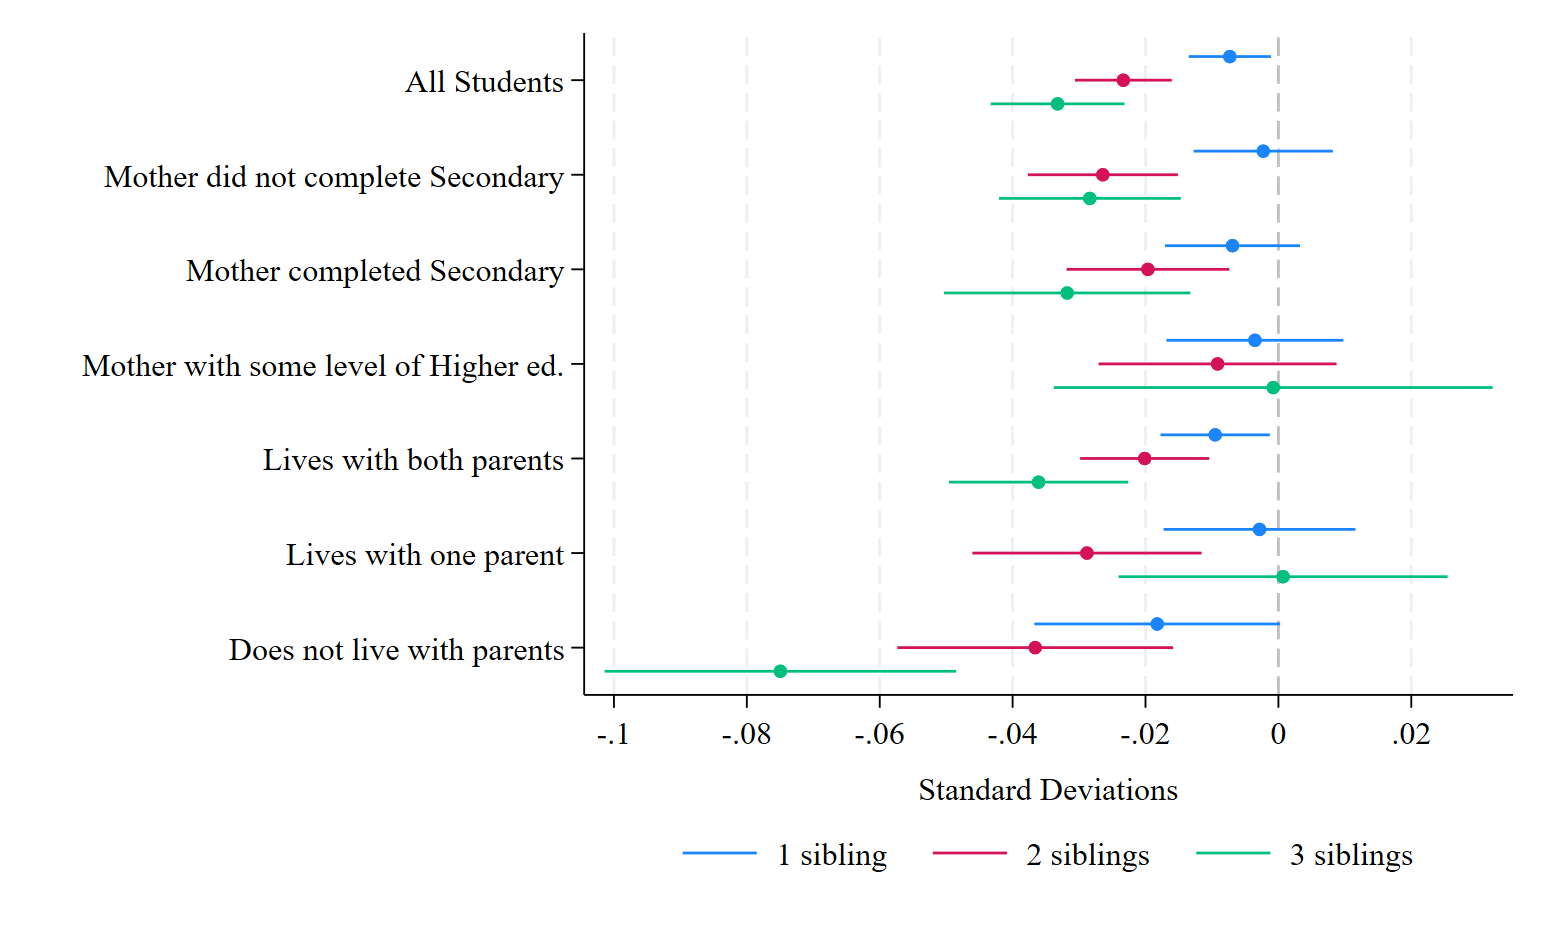 All Students
Mother did not complete Secondary
Mother completed Secondary
Mother with some level of Higher ed.
Lives with both parents
Lives with one parent
Does not live with parents
-.1 -.08 -.06 -.04 -.02 0 .02
Standard Deviations
1 sibling 2 siblings 3 siblings